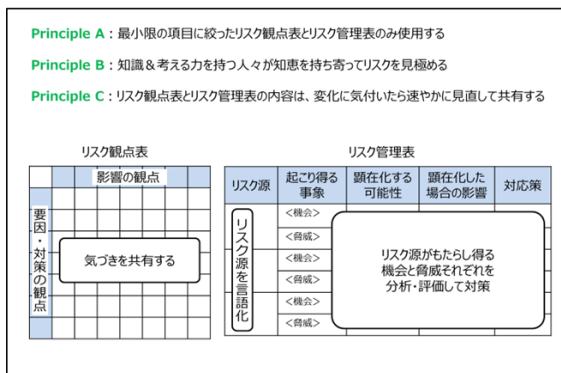 Principle A：最小限の項目に絞ったリスク観点表とリスク管理表のみ使用する
Principle B：知識＆考える力を持つ人々が知恵を持ち寄ってリスクを見極める
Principle C：リスク観点表とリスク管理表の内容は、変化に気付いたら速やかに見直して共有する
リスク観点表
影響の観点
要因・対策の観点
気づきを共有する
リスク管理表
リスク源
起こり得る
事象
顕在化する
可能性
顕在化した
場合の影響
対応策
リスク源を言語化
＜機会＞
＜脅威＞
＜機会＞
＜脅威＞
＜機会＞
＜脅威＞
リスク源がもたらし得る
機会と脅威それぞれを
分析・評価して対策